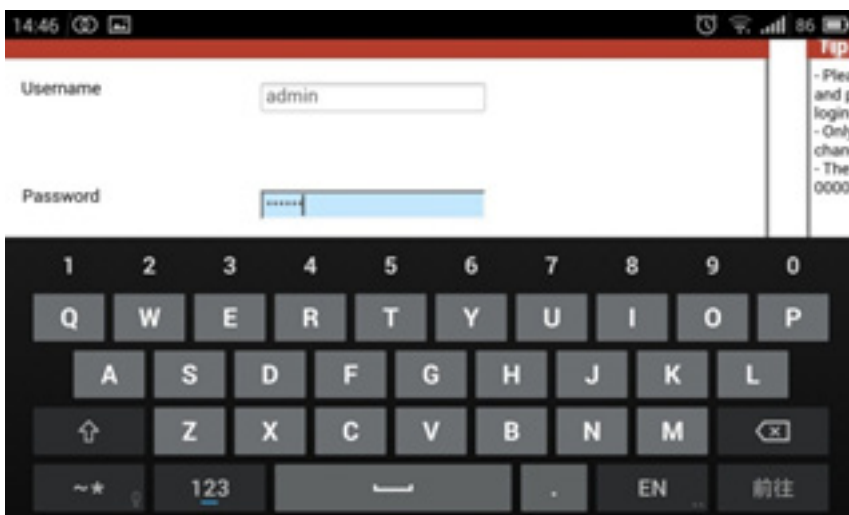 14:46 86
Tip
- Plea
and p
login
- Only
chan
- The
0000
Username admin
Password ••••••
1 2 3 4 5 6 7 8 9 0
Q W E R T Y U I O P
A S D F G H J K L
Z X C V B N M
~* 123 . EN 前往